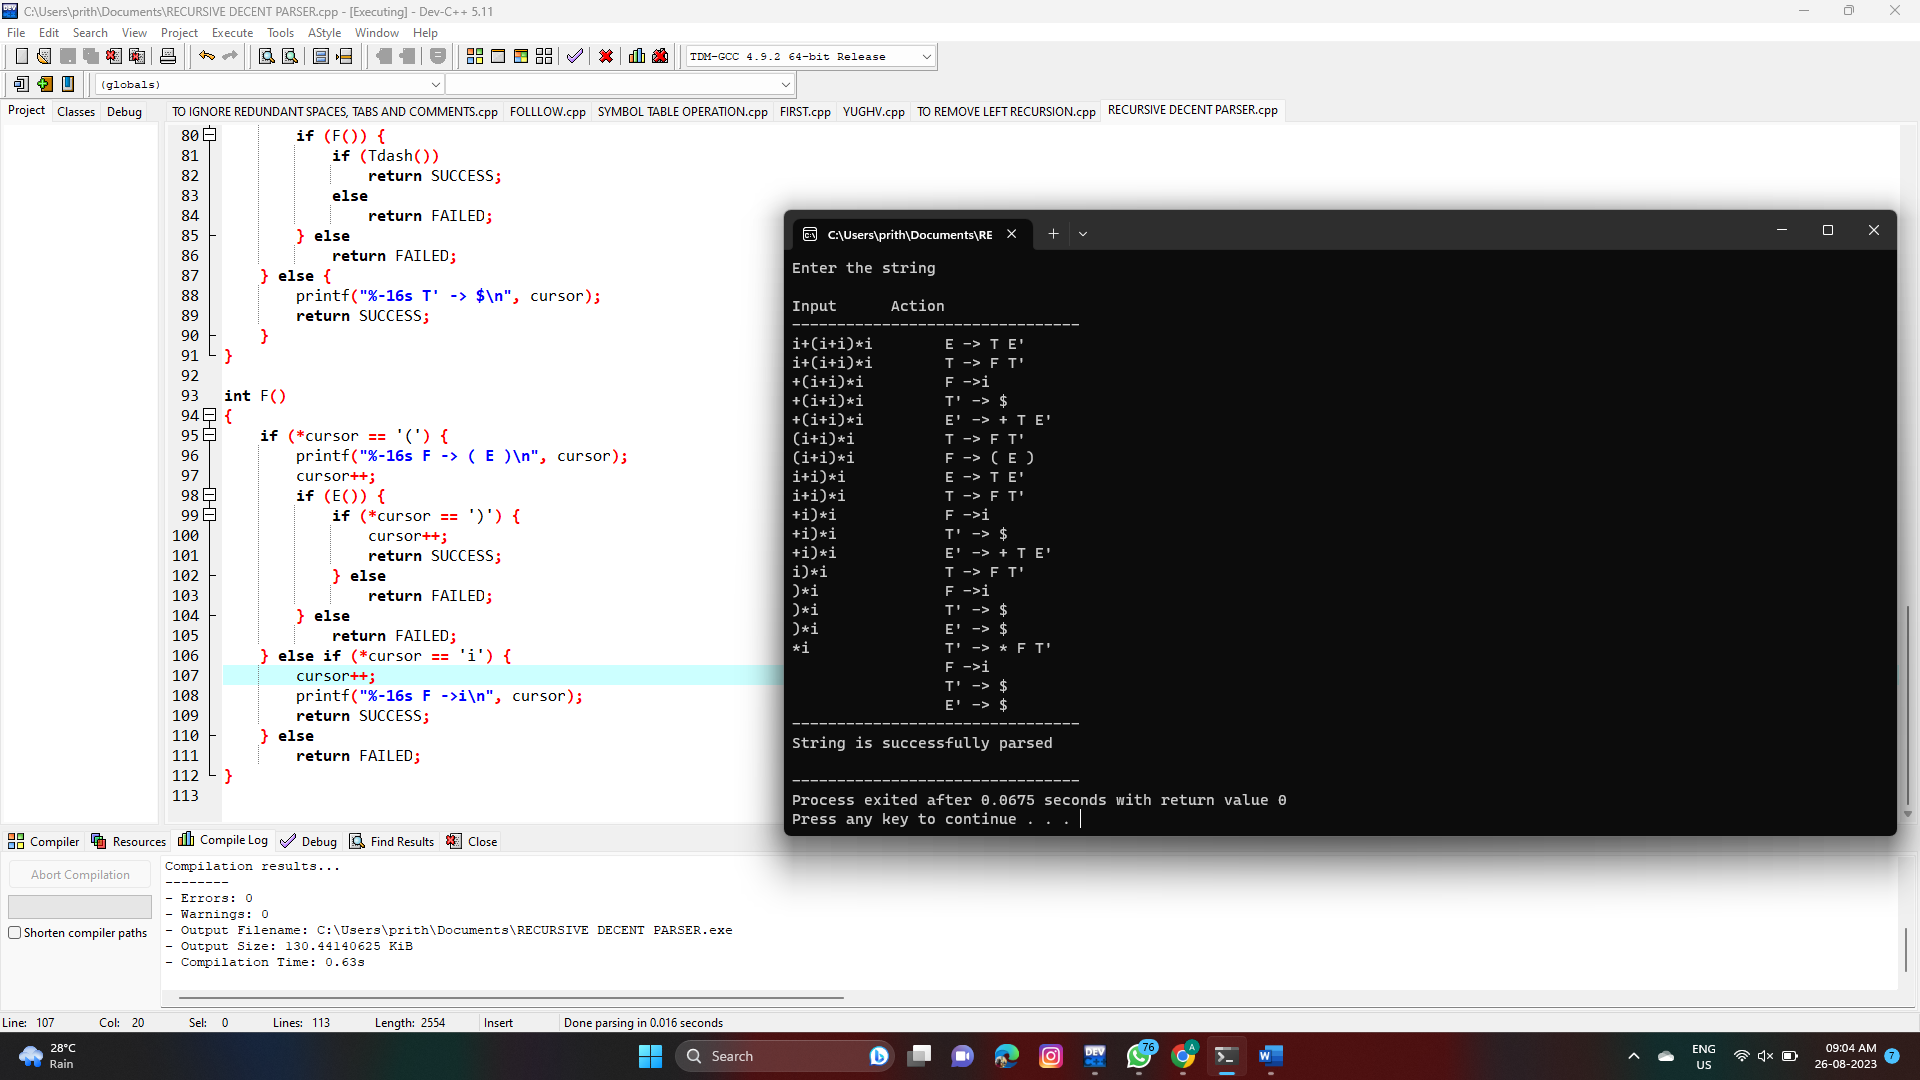 C:\Users\prith\Documents\RECURSIVE DECENT PARSER.cpp - [Executing] - Dev-C++ 5.11
File Edit Search View Project Execute Tools AStyle Window Help
TDM-GCC 4.9.2 64-bit Release
(globals)
Project Classes Debug
TO IGNORE REDUNDANT SPACES, TABS AND COMMENTS.cpp FOLLLOW.cpp SYMBOL TABLE OPERATION.cpp FIRST.cpp YUGHV.cpp TO REMOVE LEFT RECURSION.cpp RECURSIVE DECENT PARSER.cpp
80 if (F()) {
81 if (Tdash())
82 return SUCCESS;
83 else
84 return FAILED;
85 } else
86 return FAILED;
87 } else {
88 printf("%-16s T' -> $\n", cursor);
89 return SUCCESS;
90 }
91 }
92
93 int F()
94 {
95 if (*cursor == '(') {
96 printf("%-16s F -> ( E )\n", cursor);
97 cursor++;
98 if (E()) {
99 if (*cursor == ')') {
100 cursor++;
101 return SUCCESS;
102 } else
103 return FAILED;
104 } else
105 return FAILED;
106 } else if (*cursor == 'i') {
107 cursor++;
108 printf("%-16s F ->i\n", cursor);
109 return SUCCESS;
110 } else
111 return FAILED;
112 }
113
C:\Users\prith\Documents\RE
Enter the string
Input Action
--------------------------------
i+(i+i)*i E -> T E'
i+(i+i)*i T -> F T'
+(i+i)*i F ->i
+(i+i)*i T' -> $
+(i+i)*i E' -> + T E'
(i+i)*i T -> F T'
(i+i)*i F -> ( E )
i+i)*i E -> T E'
i+i)*i T -> F T'
+i)*i F ->i
+i)*i T' -> $
+i)*i E' -> + T E'
i)*i T -> F T'
)*i F ->i
)*i T' -> $
)*i E' -> $
*i T' -> * F T'
F ->i
T' -> $
E' -> $
--------------------------------
String is successfully parsed
--------------------------------
Process exited after 0.0675 seconds with return value 0
Press any key to continue . . .
Compiler Resources Compile Log Debug Find Results Close
Abort Compilation
Shorten compiler paths
Compilation results...
--------
- Errors: 0
- Warnings: 0
- Output Filename: C:\Users\prith\Documents\RECURSIVE DECENT PARSER.exe
- Output Size: 130.44140625 KiB
- Compilation Time: 0.63s
Line: 107 Col: 20 Sel: 0 Lines: 113 Length: 2554 Insert Done parsing in 0.016 seconds
28°C
Rain
Search
DEV
76
A
ENG
US
09:04 AM
26-08-2023
7